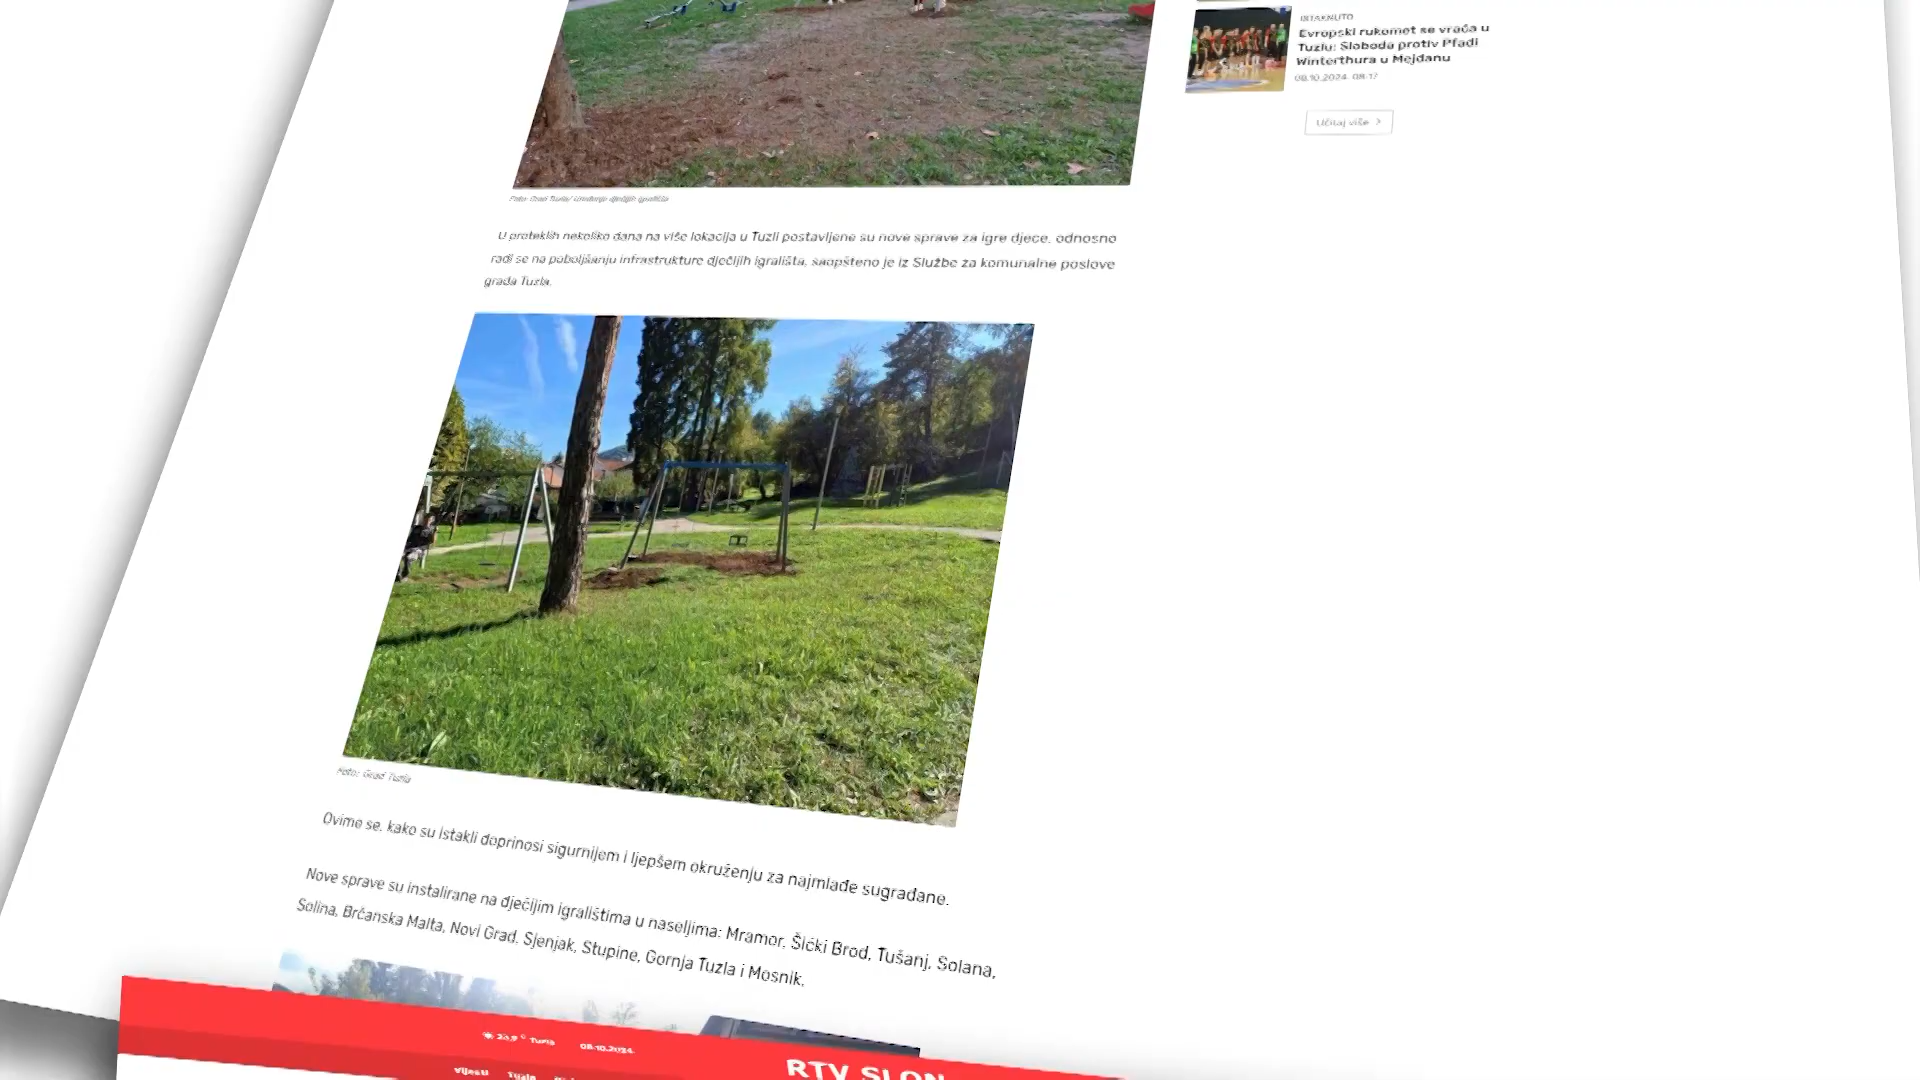 ISTAKNUTO
Evropski rukomet se vraća u
Tuzlu: Sloboda protiv Pfadi
Winterthura u Mejdanu
08.10.2024. 08:17
Učitaj više >
Foto: Grad Tuzla/ Uređenje dječijih igrališta
U proteklih nekoliko dana na više lokacija u Tuzli postavljene su nove sprave za igre djece, odnosno
radi se na poboljšanju infrastrukture dječijih igrališta, saopšteno je iz Službe za komunalne poslove
grada Tuzla.
Foto: Grad Tuzla
Ovime se, kako su istakli doprinosi sigurnijem i ljepšem okruženju za najmlađe sugrađane.
Nove sprave su instalirane na dječijim igralištima u naseljima: Mramor, Šićki Brod, Tušanj, Solana,
Solina, Brčanska Malta, Novi Grad, Sjenjak, Stupine, Gornja Tuzla i Mosnik.
23.9 ° Tuzla 08.10.2024.
RTV SLON
Vijesti Tuzla